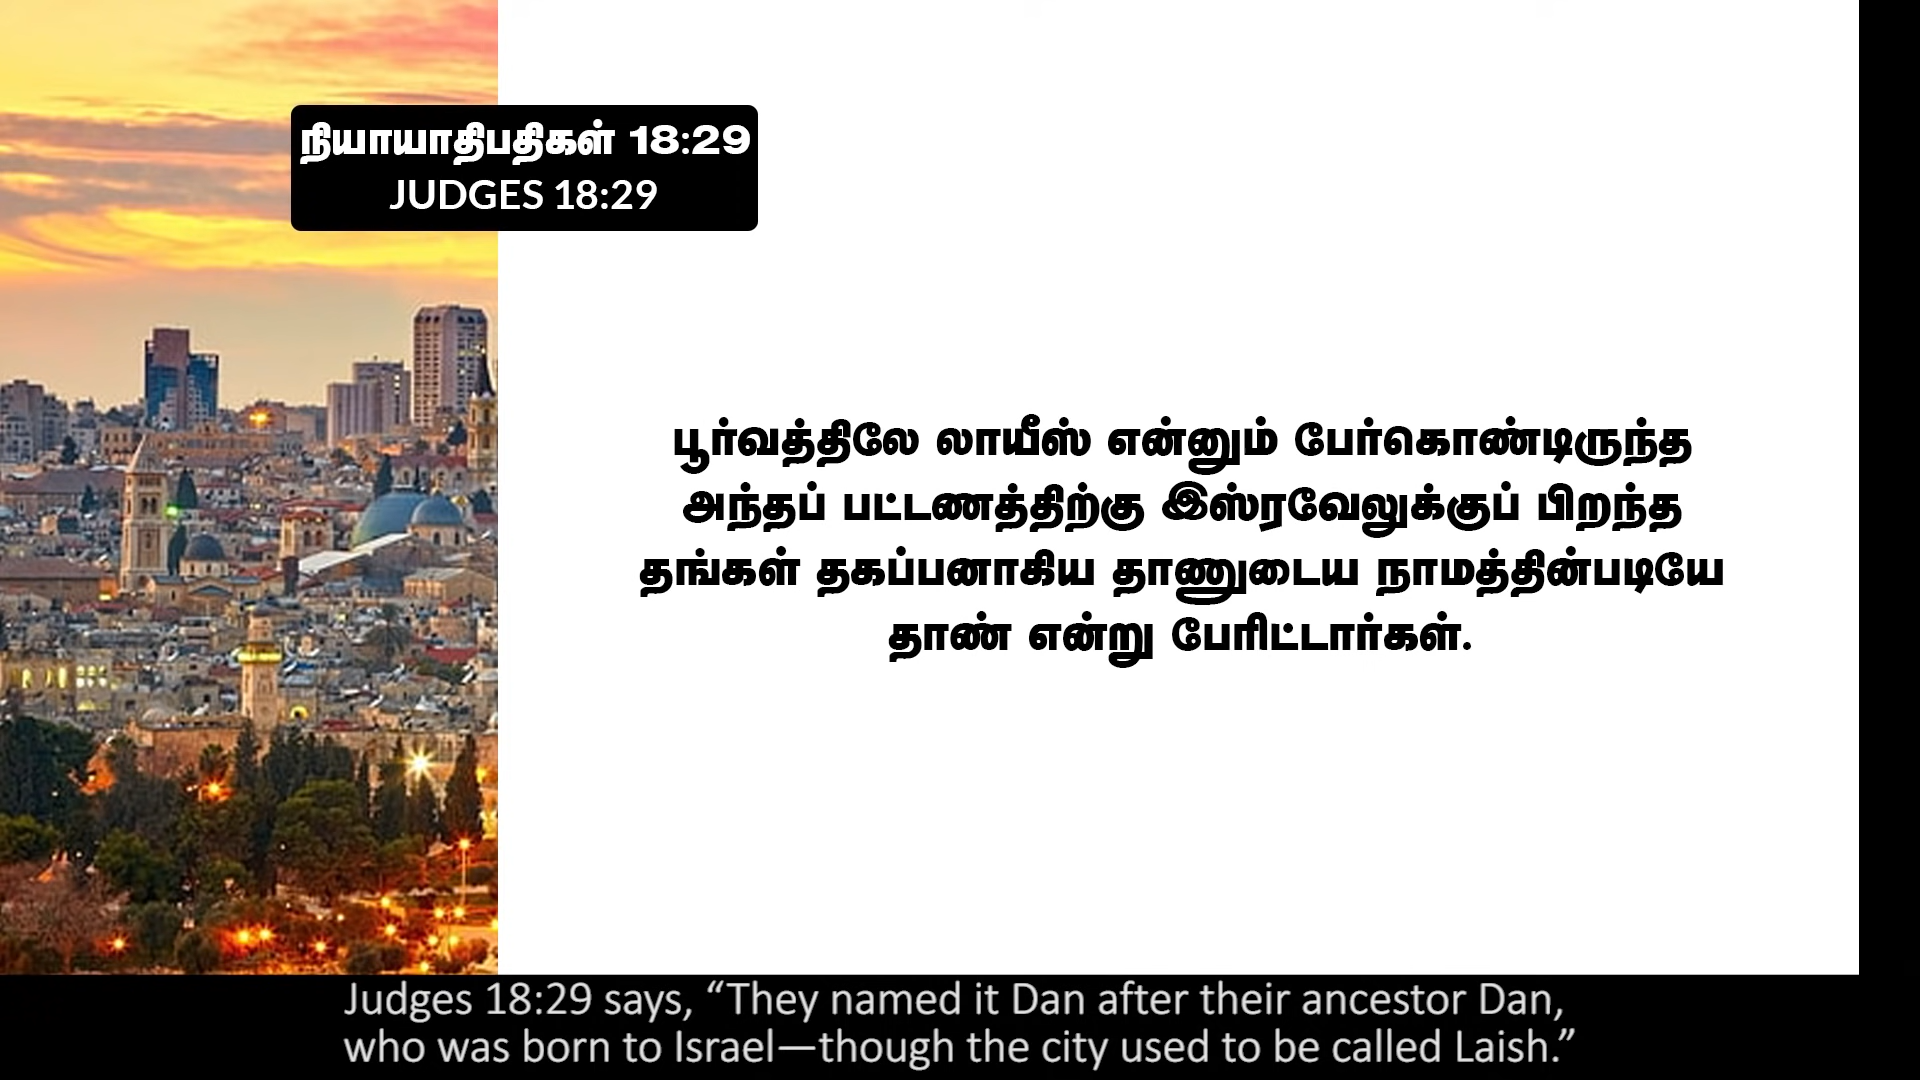 நியாயாதிபதிகள் 18:29
JUDGES 18:29
பூர்வத்திலே லாயீஸ் என்னும் பேர்கொண்டிருந்த
அந்தப் பட்டணத்திற்கு இஸ்ரவேலுக்குப் பிறந்த
தங்கள் தகப்பனாகிய தாணுடைய நாமத்தின்படியே
தாண் என்று பேரிட்டார்கள்.
Judges 18:29 says, “They named it Dan after their ancestor Dan,
who was born to Israel—though the city used to be called Laish.”